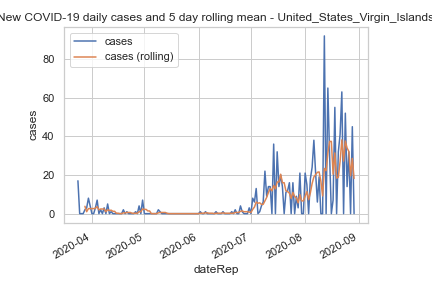 New COVID-19 daily cases and 5 day rolling mean - United_States_Virgin_Islands
cases
cases (rolling)
80
60
40
20
0
cases
2020-04
2020-05
2020-06
2020-07
2020-08
2020-09
dateRep